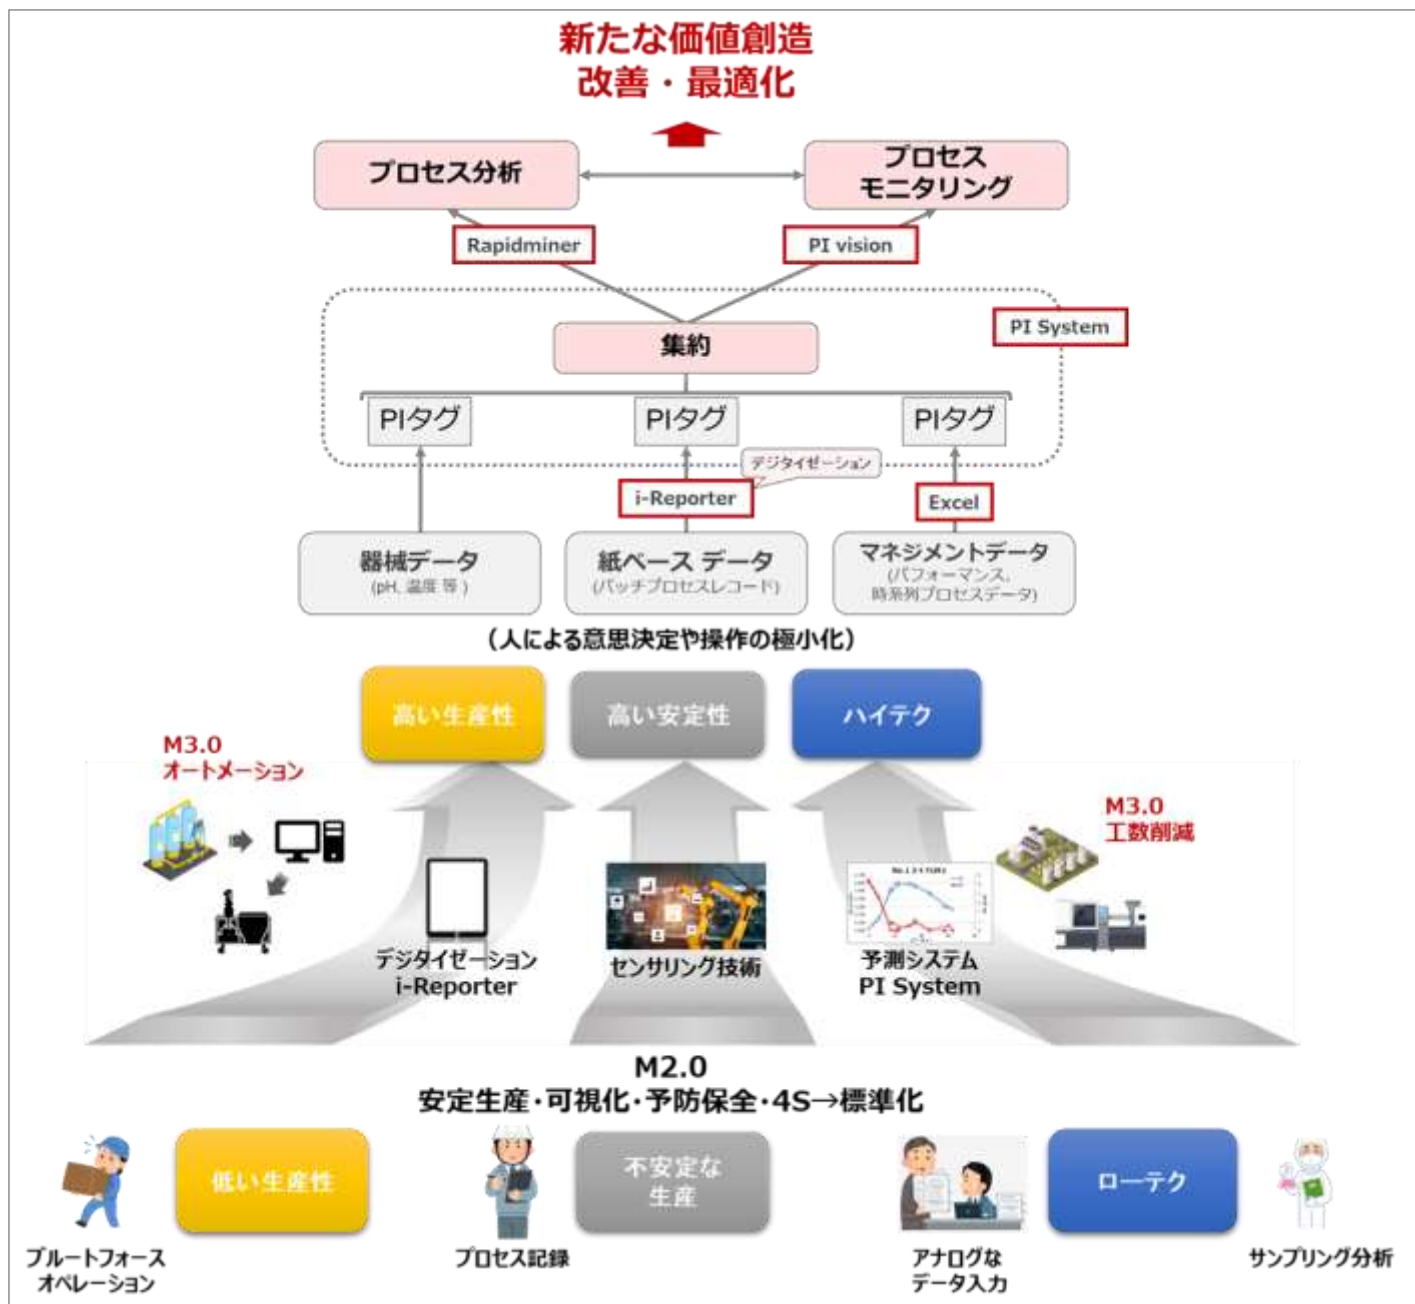 新たな価値創造
改善・最適化
プロセス分析
プロセス
モニタリング
Rapidminer
PI vision
PI System
集約
PIタグ
PIタグ
PIタグ
デジタイゼーション
i-Reporter
Excel
器械データ
(pH、温度 等 )
紙ベース データ
(バッチプロセスレコード)
マネジメントデータ
(パフォーマンス、
時系列プロセスデータ)
（人による意思決定や操作の極小化）
高い生産性
高い安定性
ハイテク
M3.0
オートメーション
M3.0
工数削減
デジタイゼーション
i-Reporter
センサリング技術
予測システム
PI System
M2.0
安定生産・可視化・予防保全・4S→標準化
低い生産性
不安定な
生産
ローテク
ブルートフォース
オペレーション
プロセス記録
アナログな
データ入力
サンプリング分析